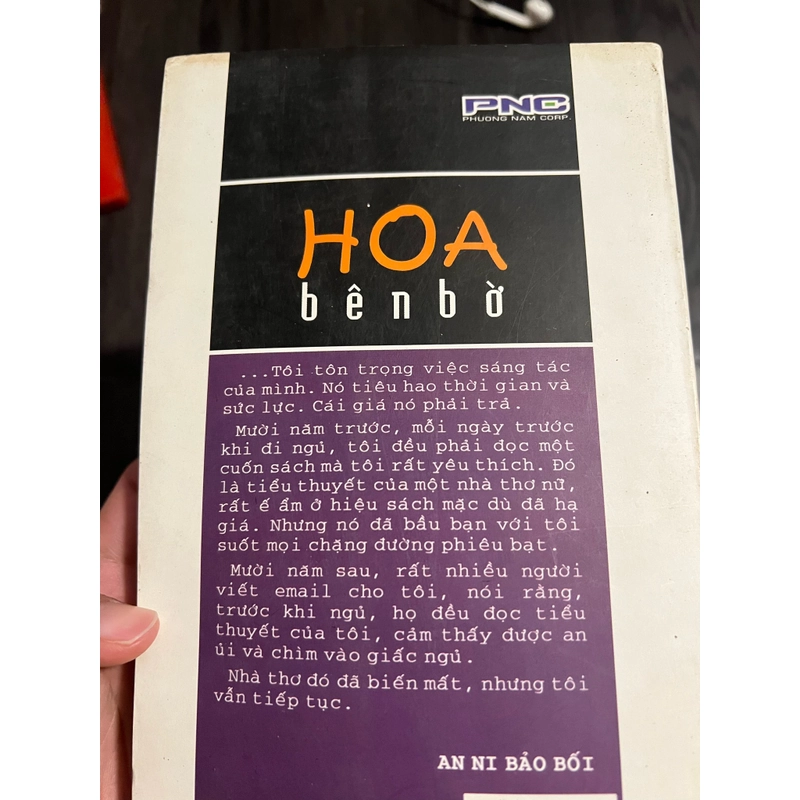 PNC
PHUONG NAM CORP.
HOA
bên bờ
...Tôi tôn trọng việc sáng tác
của mình. Nó tiêu hao thời gian và
sức lực. Cái giá nó phải trả.
Mười năm trước, mỗi ngày trước
khi đi ngủ, tôi đều phải đọc một
cuốn sách mà tôi rất yêu thích. Đó
là tiểu thuyết của một nhà thơ nữ,
rất ế ẩm ở hiệu sách mặc dù đã hạ
giá. Nhưng nó đã bầu bạn với tôi
suốt mọi chặng đường phiêu bạt.
Mười năm sau, rất nhiều người
viết email cho tôi, nói rằng,
trước khi ngủ, họ đều đọc tiểu
thuyết của tôi, cảm thấy được an
ủi và chìm vào giấc ngủ.
Nhà thơ đó đã biến mất, nhưng tôi
vẫn tiếp tục.
AN NI BẢO BỐI